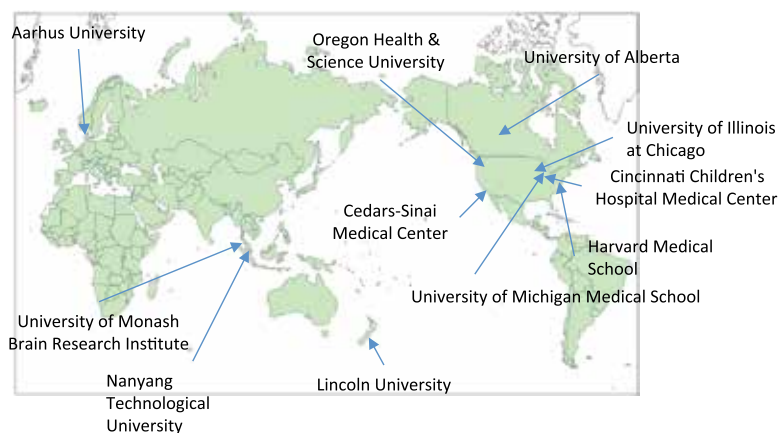 Aarhus University
Oregon Health &
Science University
University of Alberta
University of Illinois
at Chicago
Cincinnati Children's
Hospital Medical Center
Cedars-Sinai
Medical Center
Harvard Medical
School
University of Michigan Medical School
University of Monash
Brain Research Institute
Nanyang
Technological
University
Lincoln University